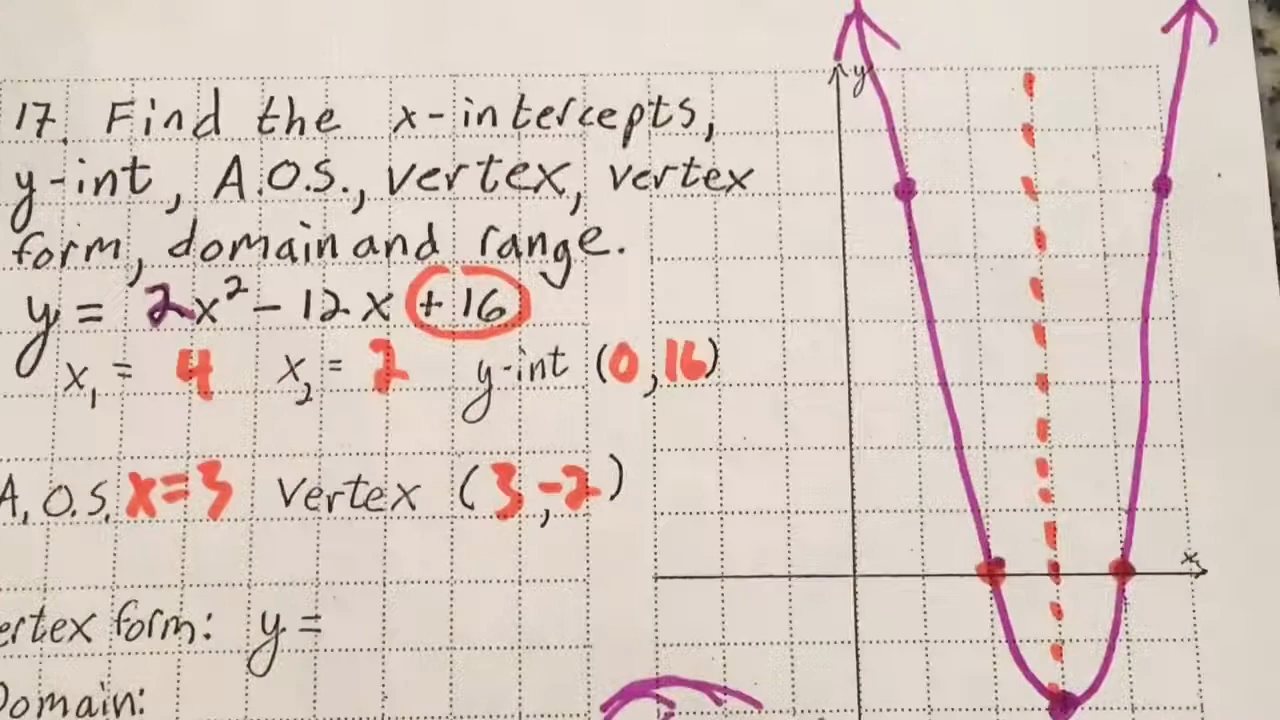 17. Find the x-intercepts,
y-int, A.O.S., vertex, vertex
form, domain and range.
y = 2x² - 12x + 16
x₁ = 4 x₂ = 2 y-int (0,16)
A.O.S. x=3 Vertex (3,-2)
ertex form: y =
Domain:
y
x